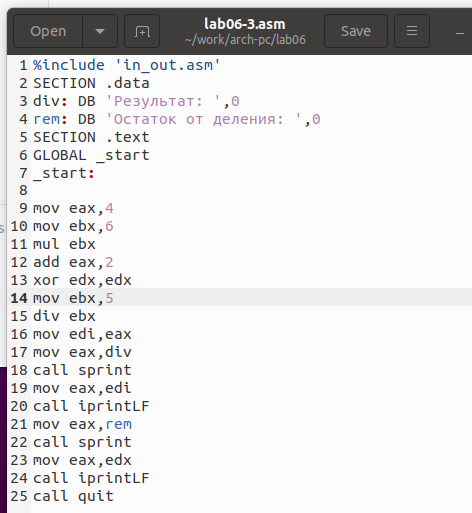 Open
lab06-3.asm
~/work/arch-pc/lab06
Save
1 %include 'in_out.asm'
2 SECTION .data
3 div: DB 'Результат: ',0
4 rem: DB 'Остаток от деления: ',0
5 SECTION .text
6 GLOBAL _start
7 _start:
8
9 mov eax,4
10 mov ebx,6
11 mul ebx
12 add eax,2
13 xor edx,edx
14 mov ebx,5
15 div ebx
16 mov edi,eax
17 mov eax,div
18 call sprint
19 mov eax,edi
20 call iprintLF
21 mov eax,rem
22 call sprint
23 mov eax,edx
24 call iprintLF
25 call quit